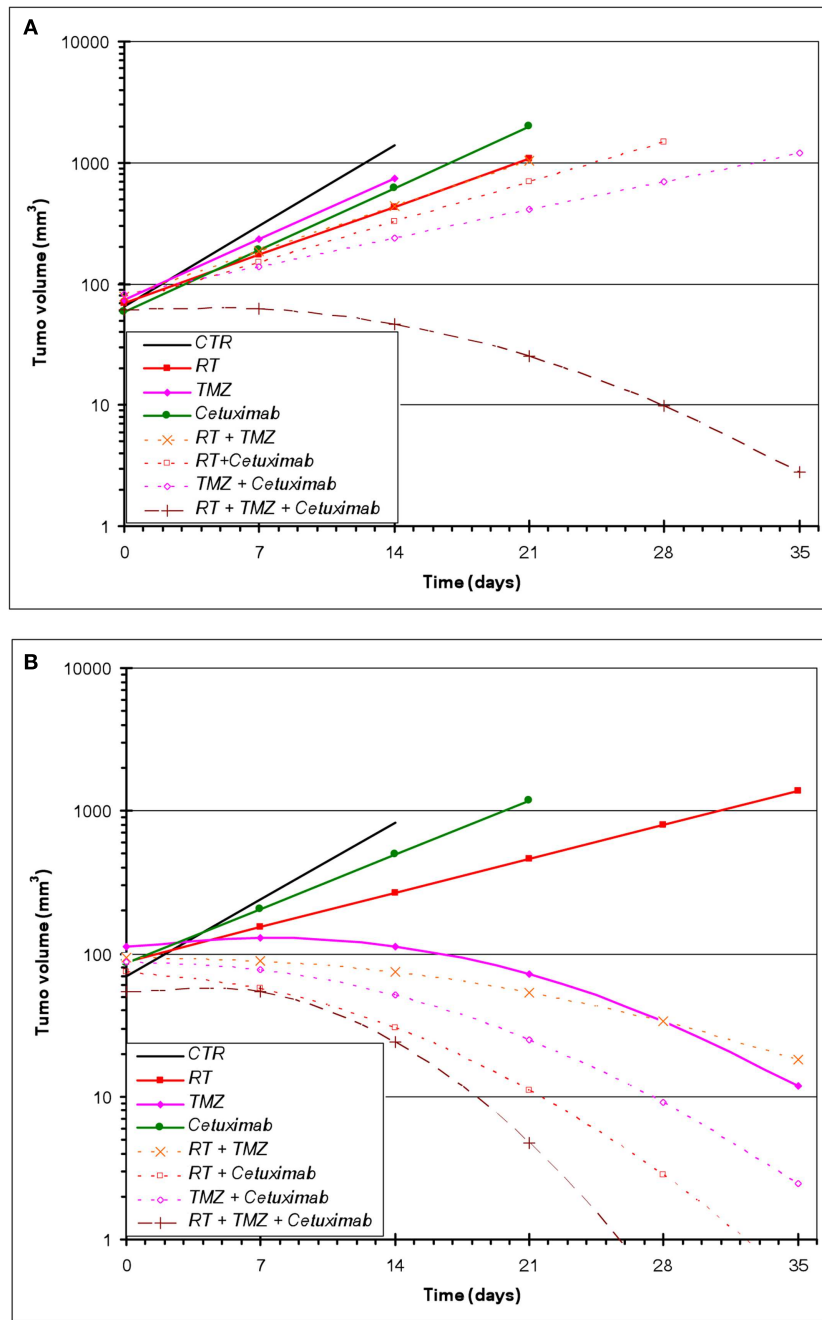 A
10000
1000
100
10
1
Tumo volume (mm³)
CTR
RT
TMZ
Cetuximab
RT + TMZ
RT+Cetuximab
TMZ + Cetuximab
RT + TMZ + Cetuximab
0 7 14 21 28 35
Time (days)
B
10000
1000
100
10
1
Tumo volume (mm³)
CTR
RT
TMZ
Cetuximab
RT + TMZ
RT + Cetuximab
TMZ + Cetuximab
RT + TMZ + Cetuximab
0 7 14 21 28 35
Time (days)